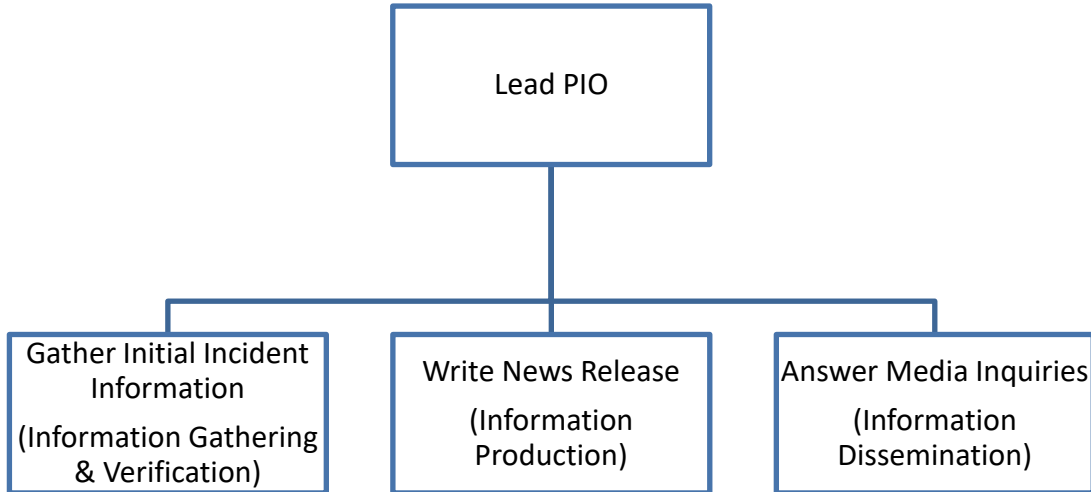 Lead PIO
Gather Initial Incident
Information
(Information Gathering
& Verification)
Write News Release
(Information
Production)
Answer Media Inquiries
(Information
Dissemination)